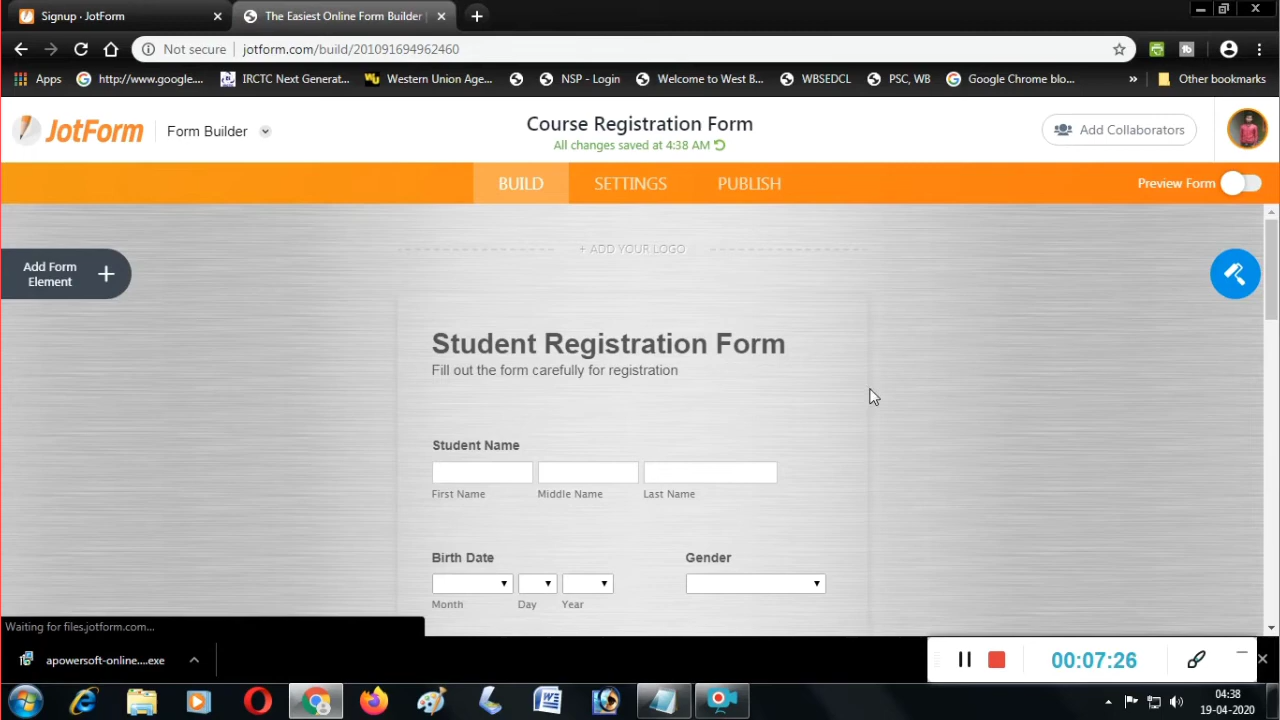 Signup · JotForm
The Easiest Online Form Builder |
Not secure
jotform.com/build/201091694962460
Apps
http://www.google....
IRCTC Next Generat...
Western Union Age...
NSP - Login
Welcome to West B...
WBSEDCL
PSC, WB
Google Chrome blo...
»
Other bookmarks
JotForm
Form Builder
Course Registration Form
All changes saved at 4:38 AM
Add Collaborators
BUILD
SETTINGS
PUBLISH
Preview Form
+ ADD YOUR LOGO
Add Form
Element
Student Registration Form
Fill out the form carefully for registration
Student Name
First Name
Middle Name
Last Name
Birth Date
Gender
Month
Day
Year
Waiting for files.jotform.com...
apowersoft-online....exe
00:07:26
04:38
19-04-2020